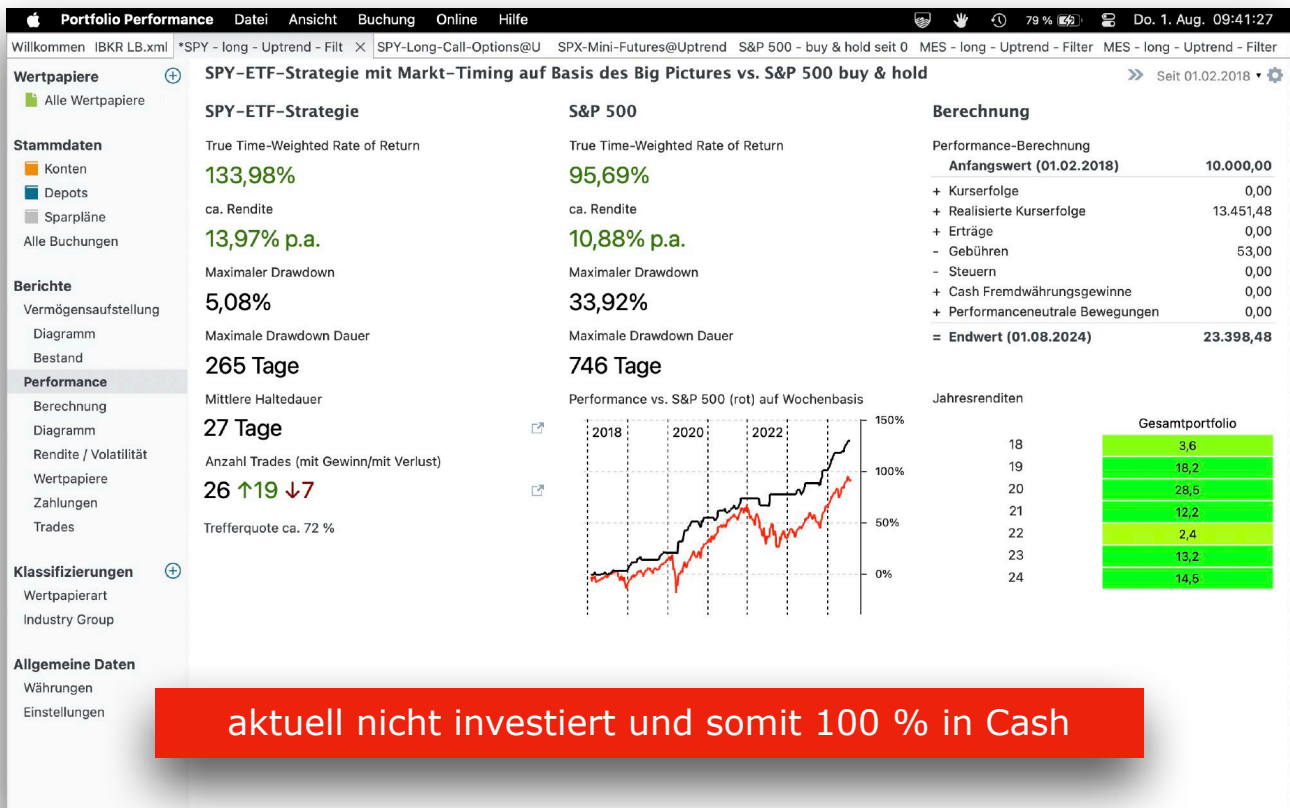 Portfolio Performance Datei Ansicht Buchung Online Hilfe 79 % Do. 1. Aug. 09:41:27
Willkommen IBKR LB.xml *SPY - long - Uptrend - Filt SPY-Long-Call-Options@U SPX-Mini-Futures@Uptrend S&P 500 - buy & hold seit 0 MES - long - Uptrend - Filter MES - long - Uptrend - Filter
Wertpapiere
Alle Wertpapiere
Stammdaten
Konten
Depots
Sparpläne
Alle Buchungen
Berichte
Vermögensaufstellung
Diagramm
Bestand
Performance
Berechnung
Diagramm
Rendite / Volatilität
Wertpapiere
Zahlungen
Trades
Klassifizierungen
Wertpapierart
Industry Group
Allgemeine Daten
Währungen
Einstellungen
SPY-ETF-Strategie mit Markt-Timing auf Basis des Big Pictures vs. S&P 500 buy & hold
Seit 01.02.2018
SPY-ETF-Strategie
True Time-Weighted Rate of Return
133,98%
ca. Rendite
13,97% p.a.
Maximaler Drawdown
5,08%
Maximale Drawdown Dauer
265 Tage
Mittlere Haltedauer
27 Tage
Anzahl Trades (mit Gewinn/mit Verlust)
26 ↑19 ↓7
Trefferquote ca. 72 %
S&P 500
True Time-Weighted Rate of Return
95,69%
ca. Rendite
10,88% p.a.
Maximaler Drawdown
33,92%
Maximale Drawdown Dauer
746 Tage
Performance vs. S&P 500 (rot) auf Wochenbasis
2018 2020 2022
150%
100%
50%
0%
Berechnung
Performance-Berechnung
Anfangswert (01.02.2018) 10.000,00
+ Kurserfolge 0,00
+ Realisierte Kurserfolge 13.451,48
+ Erträge 0,00
- Gebühren 53,00
- Steuern 0,00
+ Cash Fremdwährungsgewinne 0,00
+ Performanceneutrale Bewegungen 0,00
= Endwert (01.08.2024) 23.398,48
Jahresrenditen
Gesamtportfolio
18 3,6
19 18,2
20 28,5
21 12,2
22 2,4
23 13,2
24 14,5
aktuell nicht investiert und somit 100 % in Cash